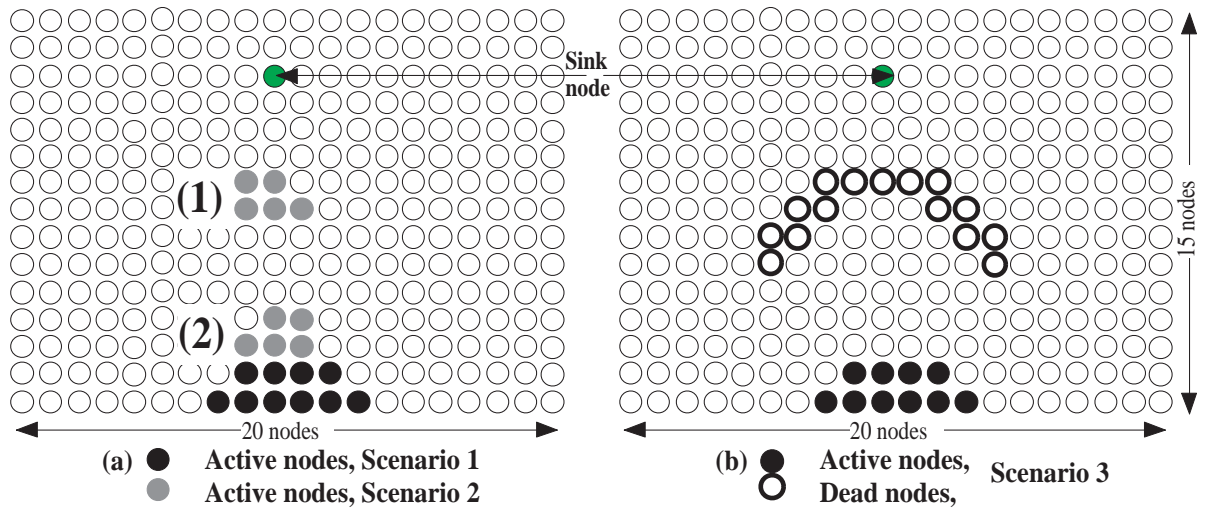 Sink
node
(1)
(2)
15 nodes
20 nodes
20 nodes
(a) Active nodes, Scenario 1
Active nodes, Scenario 2
(b) Active nodes,
Dead nodes,
Scenario 3